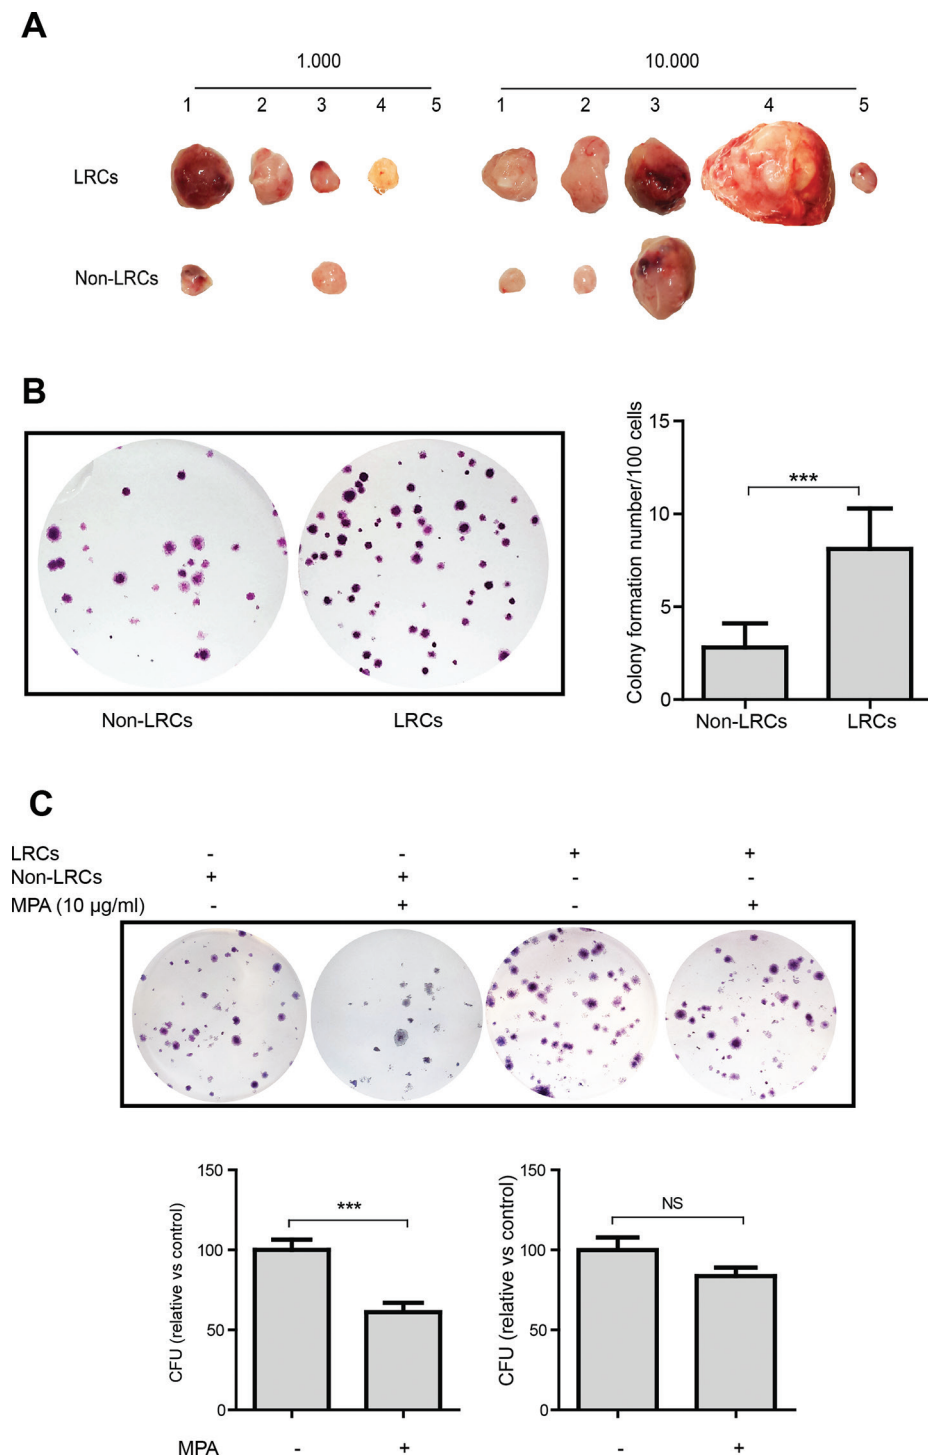 A
1.000 10.000
1 2 3 4 5 1 2 3 4 5
LRCs
Non-LRCs
B
Colony formation number/100 cells
15
10
5
0
***
Non-LRCs LRCs
Non-LRCs LRCs
C
LRCs - - + +
Non-LRCs + + - -
MPA (10 µg/ml) - + - +
CFU (relative vs control)
150
100
50
0
***
MPA - +
CFU (relative vs control)
150
100
50
0
NS
- +